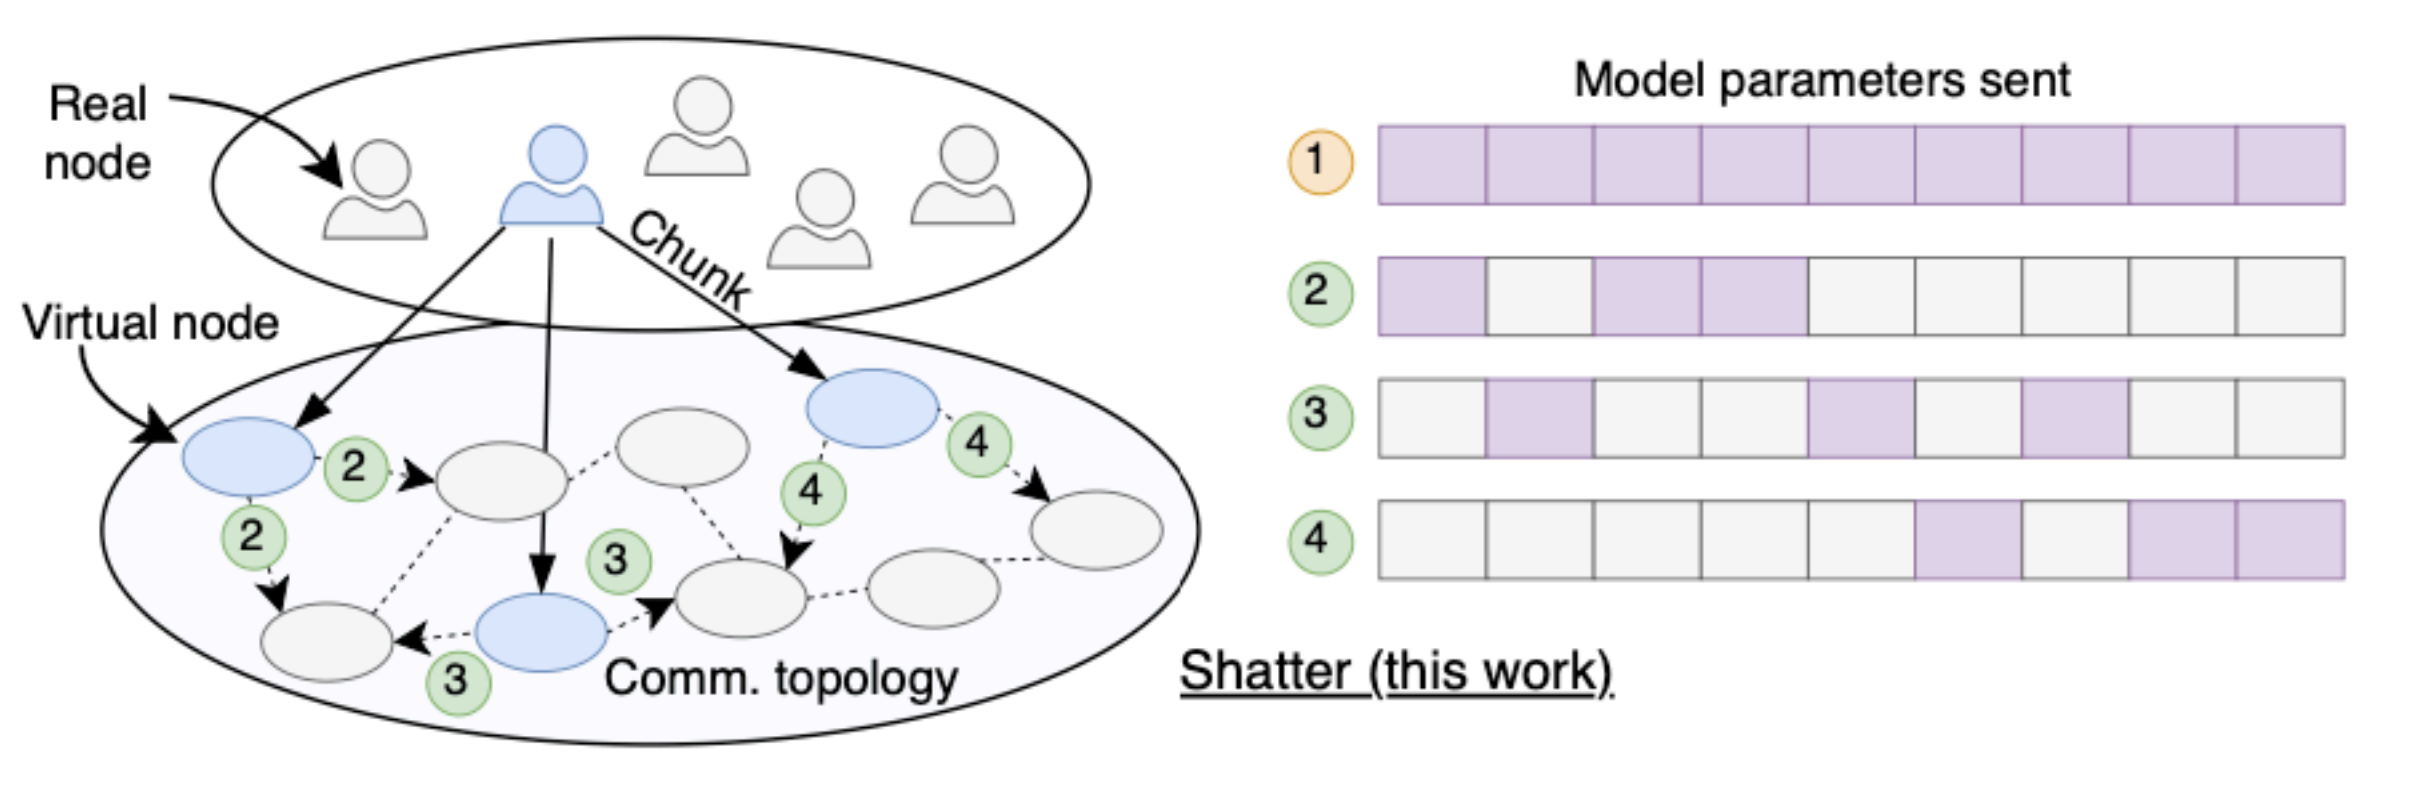 Real
node
Chunk
Virtual node
2
2
3
3
4
4
Comm. topology
Model parameters sent
1
2
3
4
Shatter (this work)